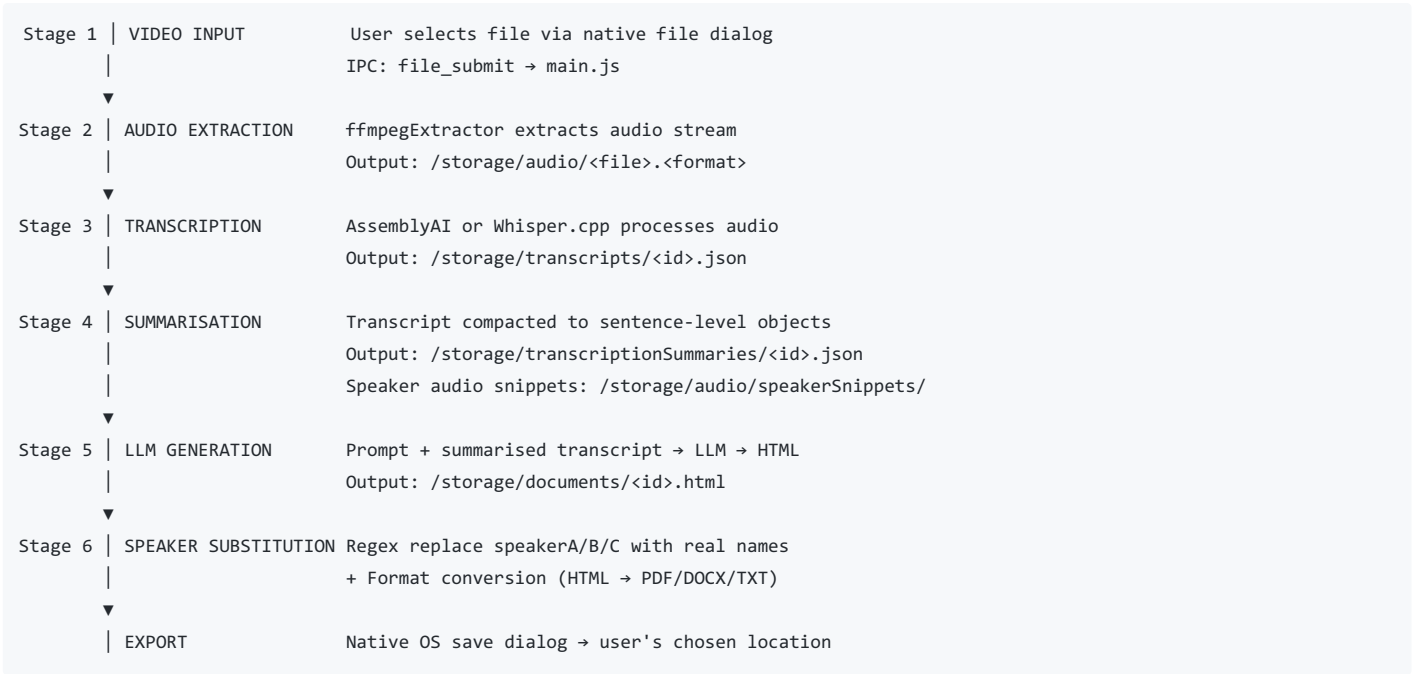 Stage 1 │ VIDEO INPUT          User selects file via native file dialog
        │                      IPC: file_submit → main.js
        ▼
Stage 2 │ AUDIO EXTRACTION     ffmpegExtractor extracts audio stream
        │                      Output: /storage/audio/<file>.<format>
        ▼
Stage 3 │ TRANSCRIPTION        AssemblyAI or Whisper.cpp processes audio
        │                      Output: /storage/transcripts/<id>.json
        ▼
Stage 4 │ SUMMARISATION        Transcript compacted to sentence-level objects
        │                      Output: /storage/transcriptionSummaries/<id>.json
        │                      Speaker audio snippets: /storage/audio/speakerSnippets/
        ▼
Stage 5 │ LLM GENERATION       Prompt + summarised transcript → LLM → HTML
        │                      Output: /storage/documents/<id>.html
        ▼
Stage 6 │ SPEAKER SUBSTITUTION Regex replace speakerA/B/C with real names
        │                      + Format conversion (HTML → PDF/DOCX/TXT)
        ▼
        │ EXPORT               Native OS save dialog → user's chosen location